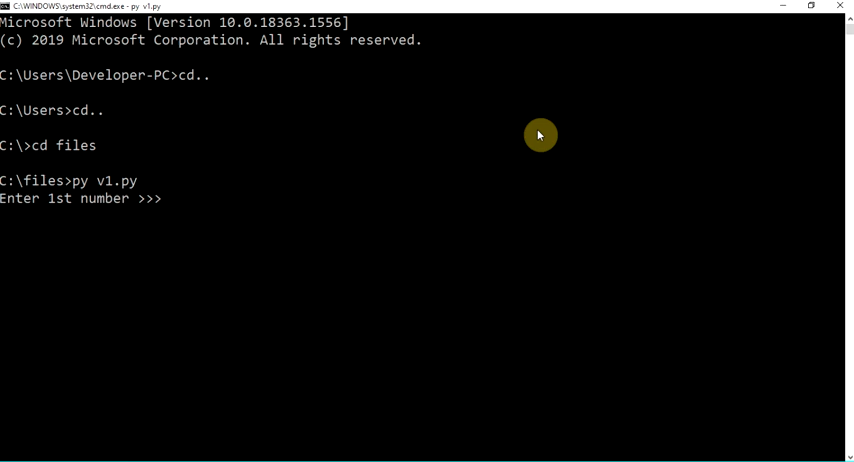 C:\WINDOWS\system32\cmd.exe - py v1.py
Microsoft Windows [Version 10.0.18363.1556]
(c) 2019 Microsoft Corporation. All rights reserved.
C:\Users\Developer-PC>cd..
C:\Users>cd..
C:\>cd files
C:\files>py v1.py
Enter 1st number >>>